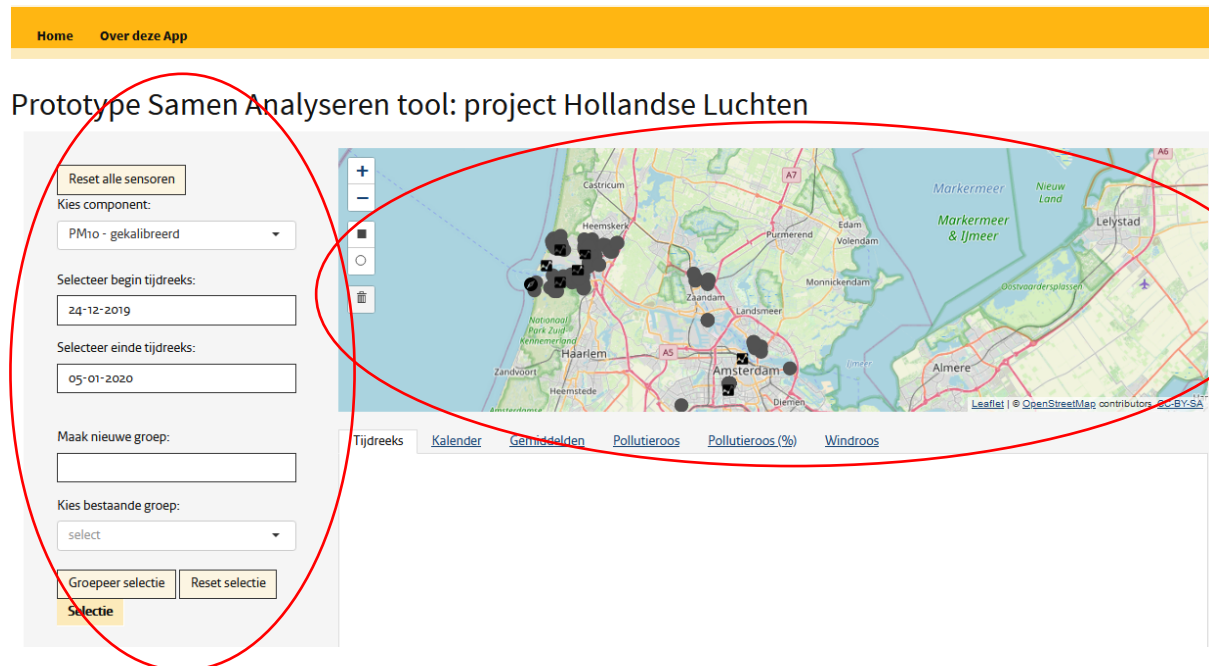 Home Over deze App
Prototype Samen Analyseren tool: project Hollandse Luchten
Reset alle sensoren
Kies component:
PM10 - gekalibreerd
Selecteer begin tijdreeks:
24-12-2019
Selecteer einde tijdreeks:
05-01-2020
Maak nieuwe groep:
Kies bestaande groep:
select
Groepeer selectie Reset selectie
Selectie
+
−
Castricum
Heemskerk
A7
Purmerend
Edam
Volendam
Markermeer
Markermeer
& IJmeer
Nieuw
Land
A6
Lelystad
Oostvaardersplassen
Monnickendam
Zaandam
Landsmeer
Nationaal
Park Zuid-
Kennemerland
Haarlem
A5
Zandvoort
Amsterdam
IJmeer
Almere
Heemstede
Diemen
Amsterdamse
Leaflet | © OpenStreetMap contributors, CC-BY-SA
Tijdreeks Kalender Gemiddelden Pollutieroos Pollutieroos (%) Windroos